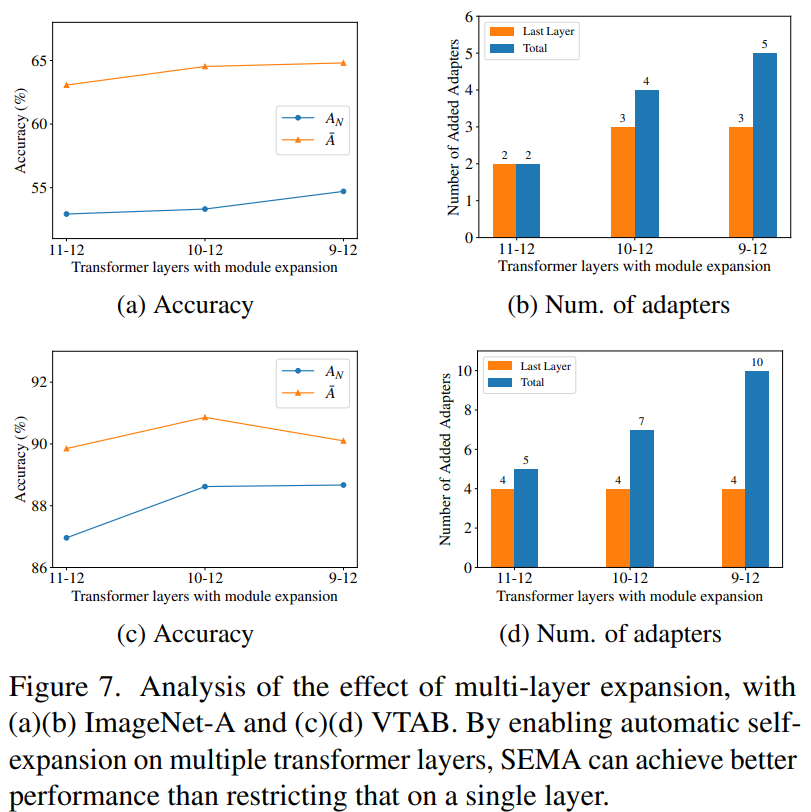 65
60
55
Accuracy (%)
A_N
Ā
11-12
10-12
9-12
Transformer layers with module expansion
(a) Accuracy
6
5
4
3
2
1
0
Number of Added Adapters
Last Layer
Total
2
2
3
4
3
5
11-12
10-12
9-12
Transformer layers with module expansion
(b) Num. of adapters
92
90
88
86
Accuracy (%)
A_N
Ā
11-12
10-12
9-12
Transformer layers with module expansion
(c) Accuracy
10
8
6
4
2
0
Number of Added Adapters
Last Layer
Total
4
5
4
7
4
10
11-12
10-12
9-12
Transformer layers with module expansion
(d) Num. of adapters
Figure 7. Analysis of the effect of multi-layer expansion, with
(a)(b) ImageNet-A and (c)(d) VTAB. By enabling automatic self-
expansion on multiple transformer layers, SEMA can achieve better
performance than restricting that on a single layer.